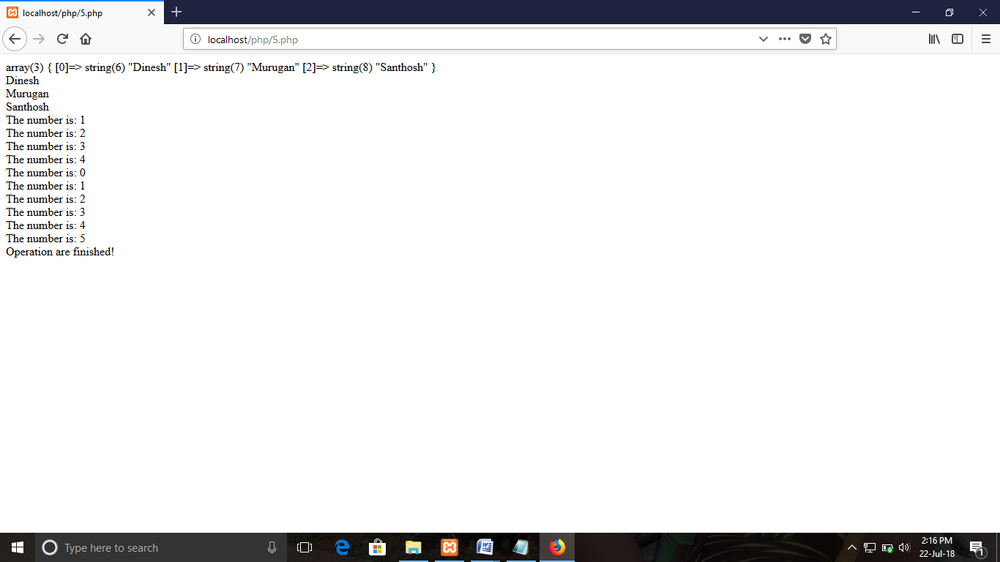 localhost/php/5.php
localhost/php/5.php
array(3) { [0]=> string(6) "Dinesh" [1]=> string(7) "Murugan" [2]=> string(8) "Santhosh" }
Dinesh
Murugan
Santhosh
The number is: 1
The number is: 2
The number is: 3
The number is: 4
The number is: 0
The number is: 1
The number is: 2
The number is: 3
The number is: 4
The number is: 5
Operation are finished!
Type here to search
2:16 PM
22-Jul-18
1